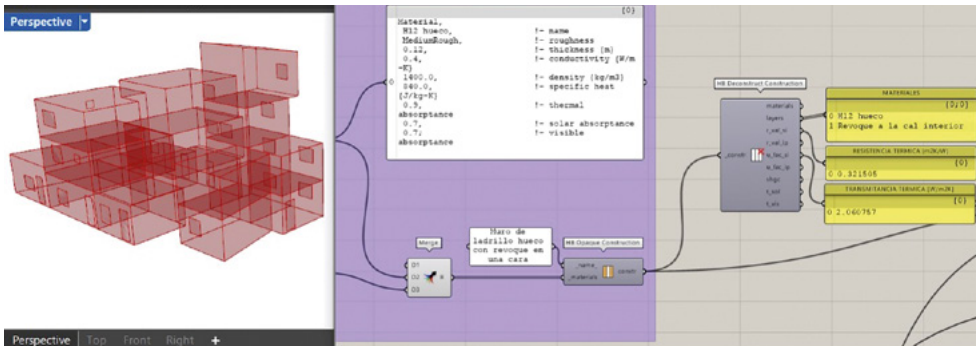 Perspective
Perspective
Top
Front
Right
+
{0}
Material,
H12 hueco, !- name
MediumRough, !- roughness
0.12, !- thickness {m}
0.4, !- conductivity {W/m
-K}
1400.0, !- density {kg/m3}
840.0, !- specific heat
{J/kg-K}
0.9, !- thermal
absorptance
0.7, !- solar absorptance
0.7; !- visible
absorptance
0
Merge
D1
D2
D3
R
Muro de
ladrillo hueco
con revoque en
una cara
HB Opaque Construction
_name_
_materials
constr
HB Deconstruct Construction
_constr
materials
layers
r_val_si
r_val_ip
u_fac_si
u_fac_ip
shgc
t_sol
t_vis
MATERIALES
{0;0}
0 H12 hueco
1 Revoque a la cal interior
RESISTENCIA TERMICA (m2K/W)
{0}
0 0.321505
TRANSMITANCIA TERMICA (W/m2K)
{0}
0 2.060757